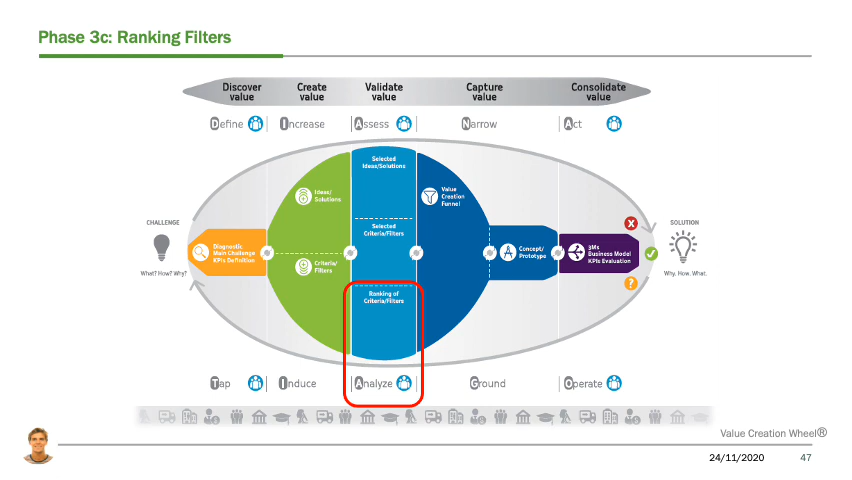 Phase 3c: Ranking Filters
Discover
value
Create
value
Validate
value
Capture
value
Consolidate
value
Define
Increase
Assess
Narrow
Act
Selected
Ideas/Solutions
Ideas/
Solutions
Value
Creation
Funnel
CHALLENGE
What? How? Why?
Diagnostic
Main Challenge
KPIs Definition
Selected
Criteria/Filters
Criteria/
Filters
Concept/
Prototype
3Ms
Business Model
KPIs Evaluation
SOLUTION
Why. How. What.
?
Ranking of
Criteria/Filters
Tap
Induce
Analyze
Ground
Operate
Value Creation Wheel®
24/11/2020
47